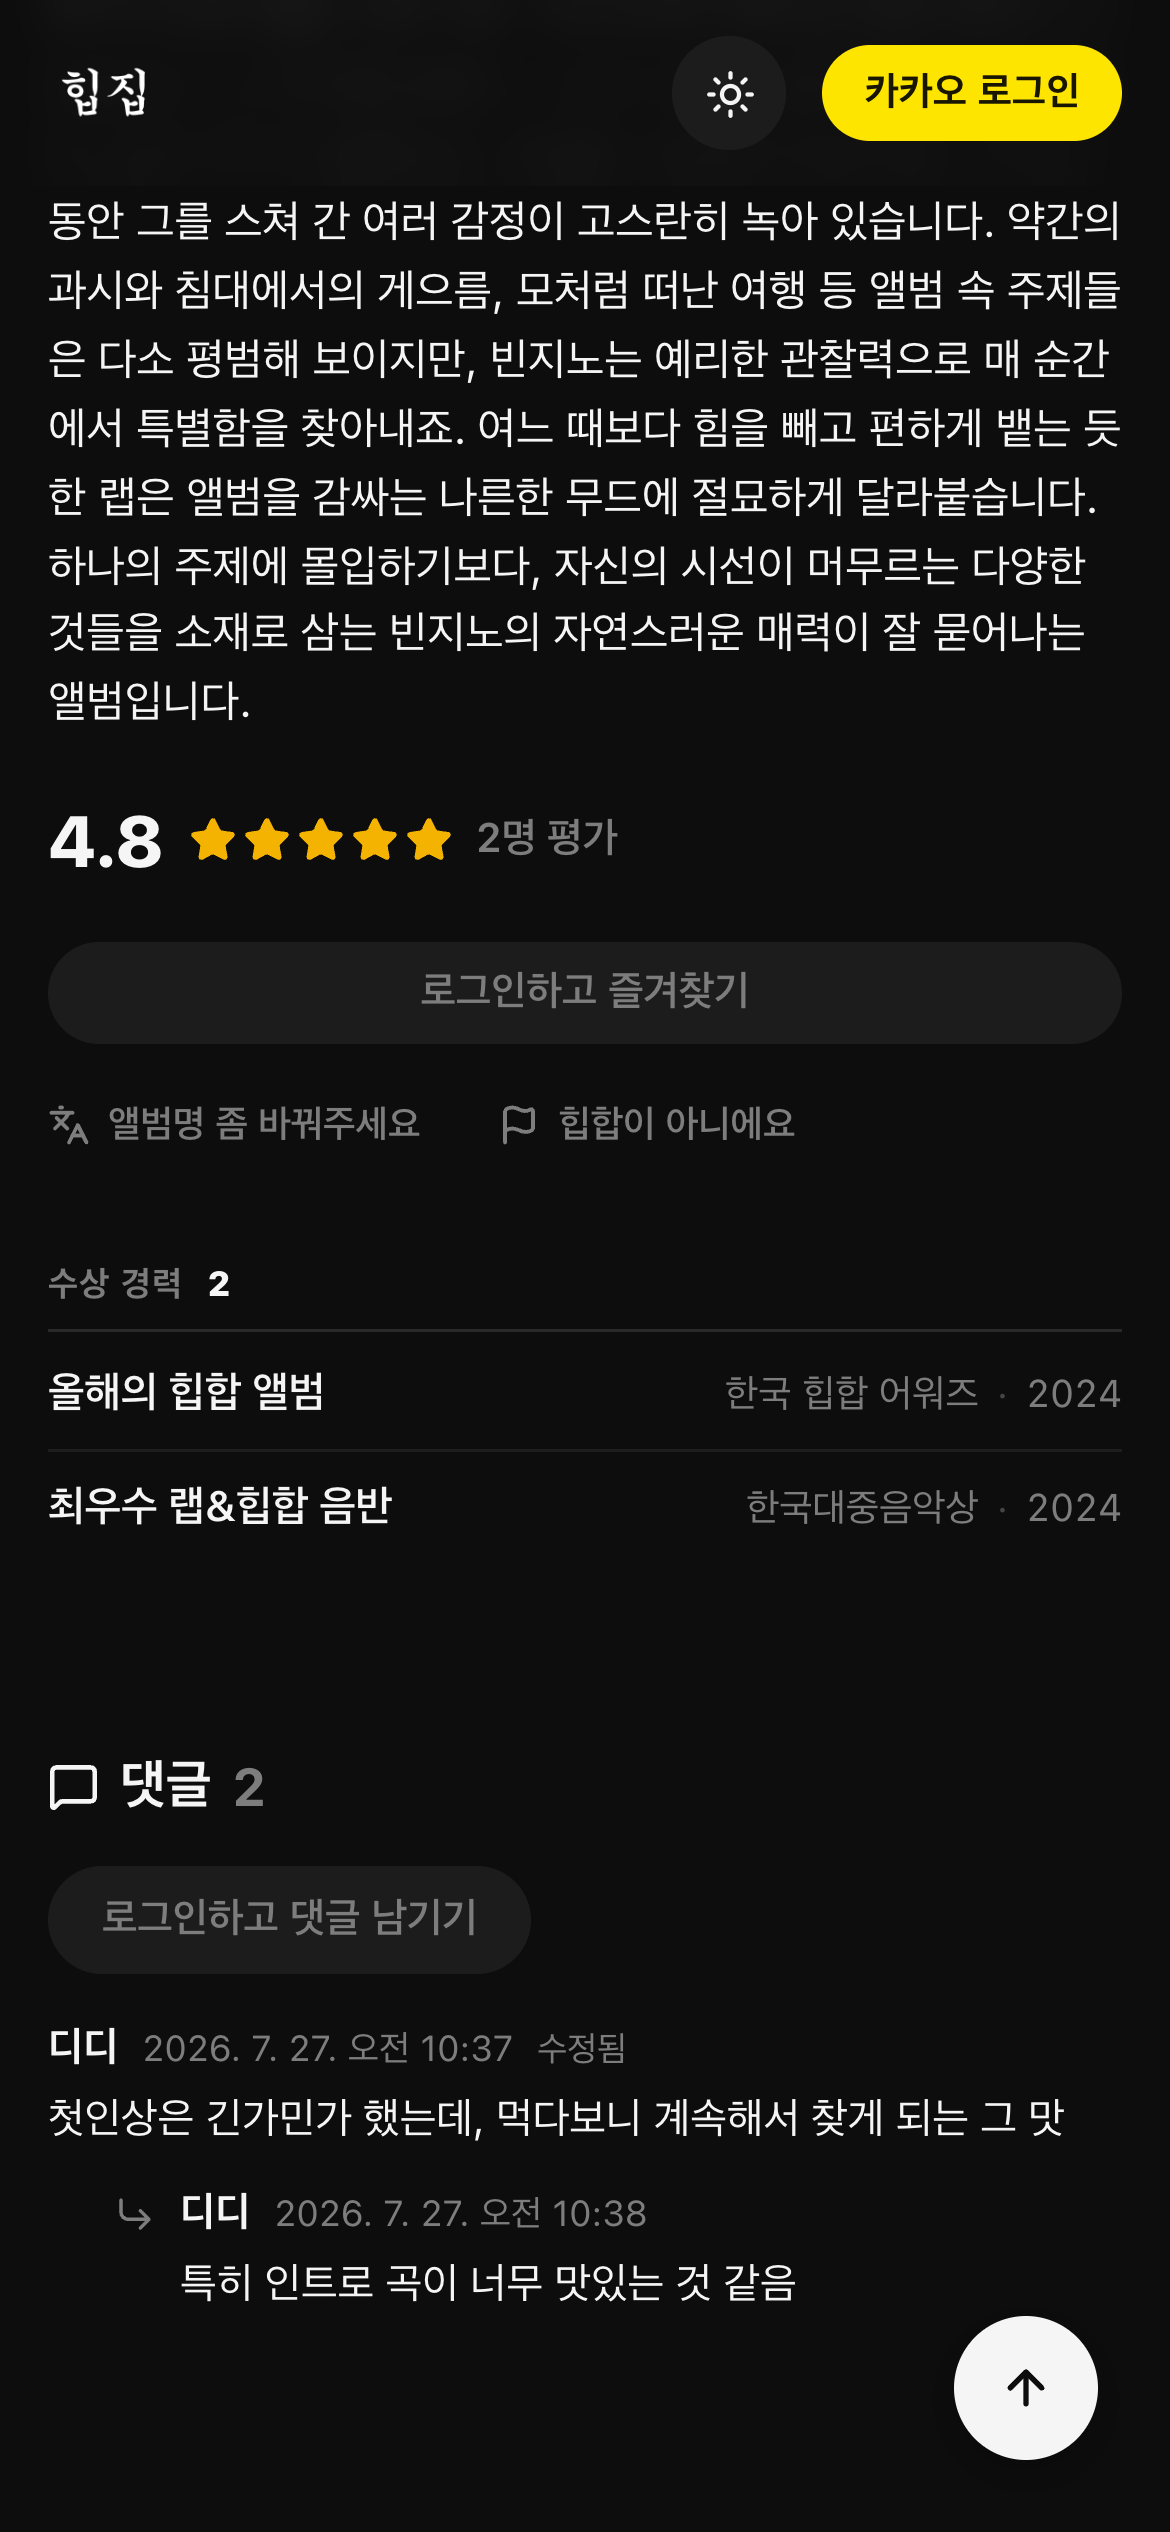 힙집
카카오 로그인
동안 그를 스쳐 간 여러 감정이 고스란히 녹아 있습니다. 약간의
과시와 침대에서의 게으름, 모처럼 떠난 여행 등 앨범 속 주제들
은 다소 평범해 보이지만, 빈지노는 예리한 관찰력으로 매 순간
에서 특별함을 찾아내죠. 여느 때보다 힘을 빼고 편하게 뱉는 듯
한 랩은 앨범을 감싸는 나른한 무드에 절묘하게 달라붙습니다.
하나의 주제에 몰입하기보다, 자신의 시선이 머무르는 다양한
것들을 소재로 삼는 빈지노의 자연스러운 매력이 잘 묻어나는
앨범입니다.
4.8 2명 평가
로그인하고 즐겨찾기
앨범명 좀 바꿔주세요 힙합이 아니에요
수상 경력 2
올해의 힙합 앨범 한국 힙합 어워즈 · 2024
최우수 랩&힙합 음반 한국대중음악상 · 2024
댓글 2
로그인하고 댓글 남기기
디디 2026. 7. 27. 오전 10:37 수정됨
첫인상은 긴가민가 했는데, 먹다보니 계속해서 찾게 되는 그 맛
디디 2026. 7. 27. 오전 10:38
특히 인트로 곡이 너무 맛있는 것 같음